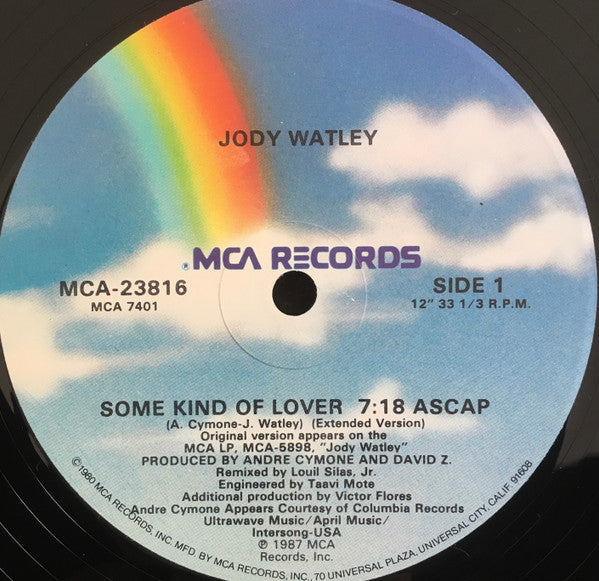 JODY WATLEY
® MCA RECORDS
MCA-23816
MCA 7401
SIDE 1
12" 33 1/3 R.P.M.
SOME KIND OF LOVER 7:18 ASCAP
(A. Cymone-J. Watley) (Extended Version)
Original version appears on the
MCA LP, MCA-5898, "Jody Watley"
PRODUCED BY ANDRE CYMONE AND DAVID Z.
Remixed by Louil Silas, Jr.
Engineered by Taavi Mote
Additional production by Victor Flores
Andre Cymone Appears Courtesy of Columbia Records
Ultrawave Music/April Music/
Intersong-USA
℗ 1987 MCA
Records, Inc.
©1980 MCA RECORDS, INC. MFD. BY MCA RECORDS, INC., 70 UNIVERSAL PLAZA, UNIVERSAL CITY, CALIF. 91608